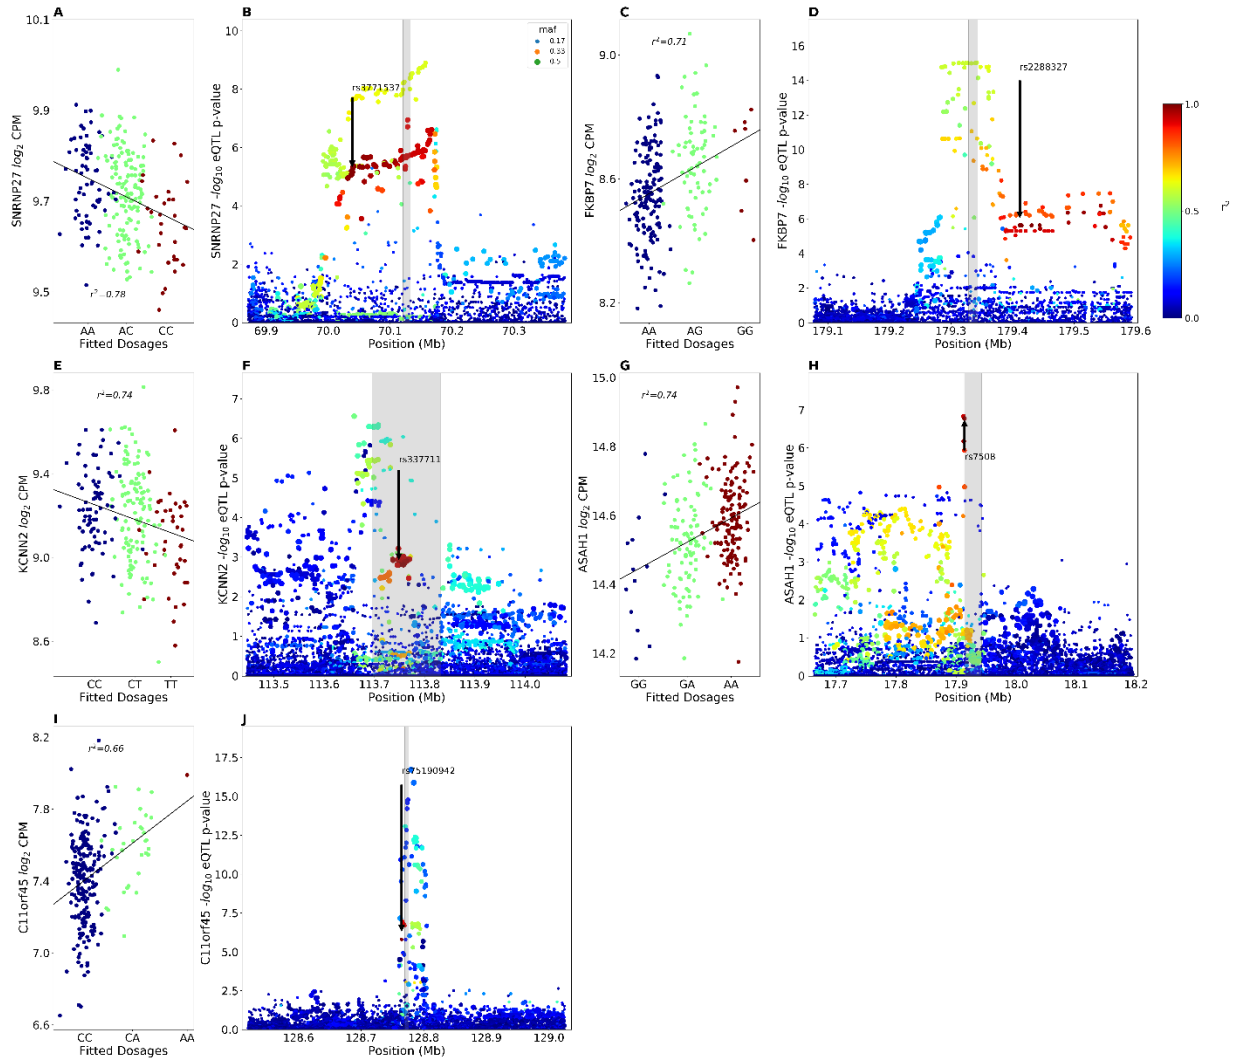 A
10.1
9.9
9.7
9.5
SNRNP27 log2 CPM
r²=0.78
AA AC CC
Fitted Dosages
B
10
8
6
4
2
0
SNRNP27 -log10 eQTL p-value
rs3771537
maf
0.17
0.33
0.5
69.9 70.0 70.1 70.2 70.3
Position (Mb)
C
9.0
8.6
8.2
FKBP7 log2 CPM
r²=0.71
AA AG GG
Fitted Dosages
D
16
14
12
10
8
6
4
2
0
FKBP7 -log10 eQTL p-value
rs2288327
179.1 179.2 179.3 179.4 179.5 179.6
Position (Mb)
1.0
0.5
0.0
r²
E
9.8
9.4
9.0
8.6
KCNN2 log2 CPM
r²=0.74
CC CT TT
Fitted Dosages
F
7
6
5
4
3
2
1
0
KCNN2 -log10 eQTL p-value
rs337711
113.5 113.6 113.7 113.8 113.9 114.0
Position (Mb)
G
15.0
14.8
14.6
14.4
14.2
ASAH1 log2 CPM
r²=0.74
GG GA AA
Fitted Dosages
H
7
6
5
4
3
2
1
0
ASAH1 -log10 eQTL p-value
rs7508
17.7 17.8 17.9 18.0 18.1 18.2
Position (Mb)
I
8.2
7.8
7.4
7.0
6.6
C11orf45 log2 CPM
r²=0.66
CC CA AA
Fitted Dosages
J
17.5
15.0
12.5
10.0
7.5
5.0
2.5
0.0
C11orf45 -log10 eQTL p-value
rs75190942
128.6 128.7 128.8 128.9 129.0
Position (Mb)